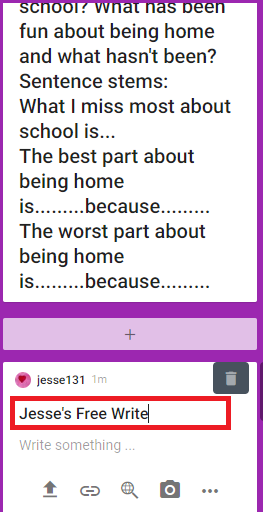 school? What has been
fun about being home
and what hasn't been?
Sentence stems:
What I miss most about
school is...
The best part about
being home
is.........because.........
The worst part about
being home
is.........because.........
+
jesse131 1m
Jesse's Free Write
Write something ...